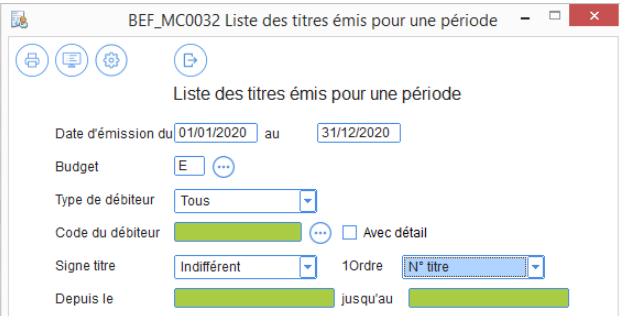 BEF_MC0032 Liste des titres émis pour une période
Liste des titres émis pour une période
Date d'émission du 01/01/2020 au 31/12/2020
Budget E
Type de débiteur Tous
Code du débiteur Avec détail
Signe titre Indifférent 1Ordre N° titre
Depuis le jusqu'au